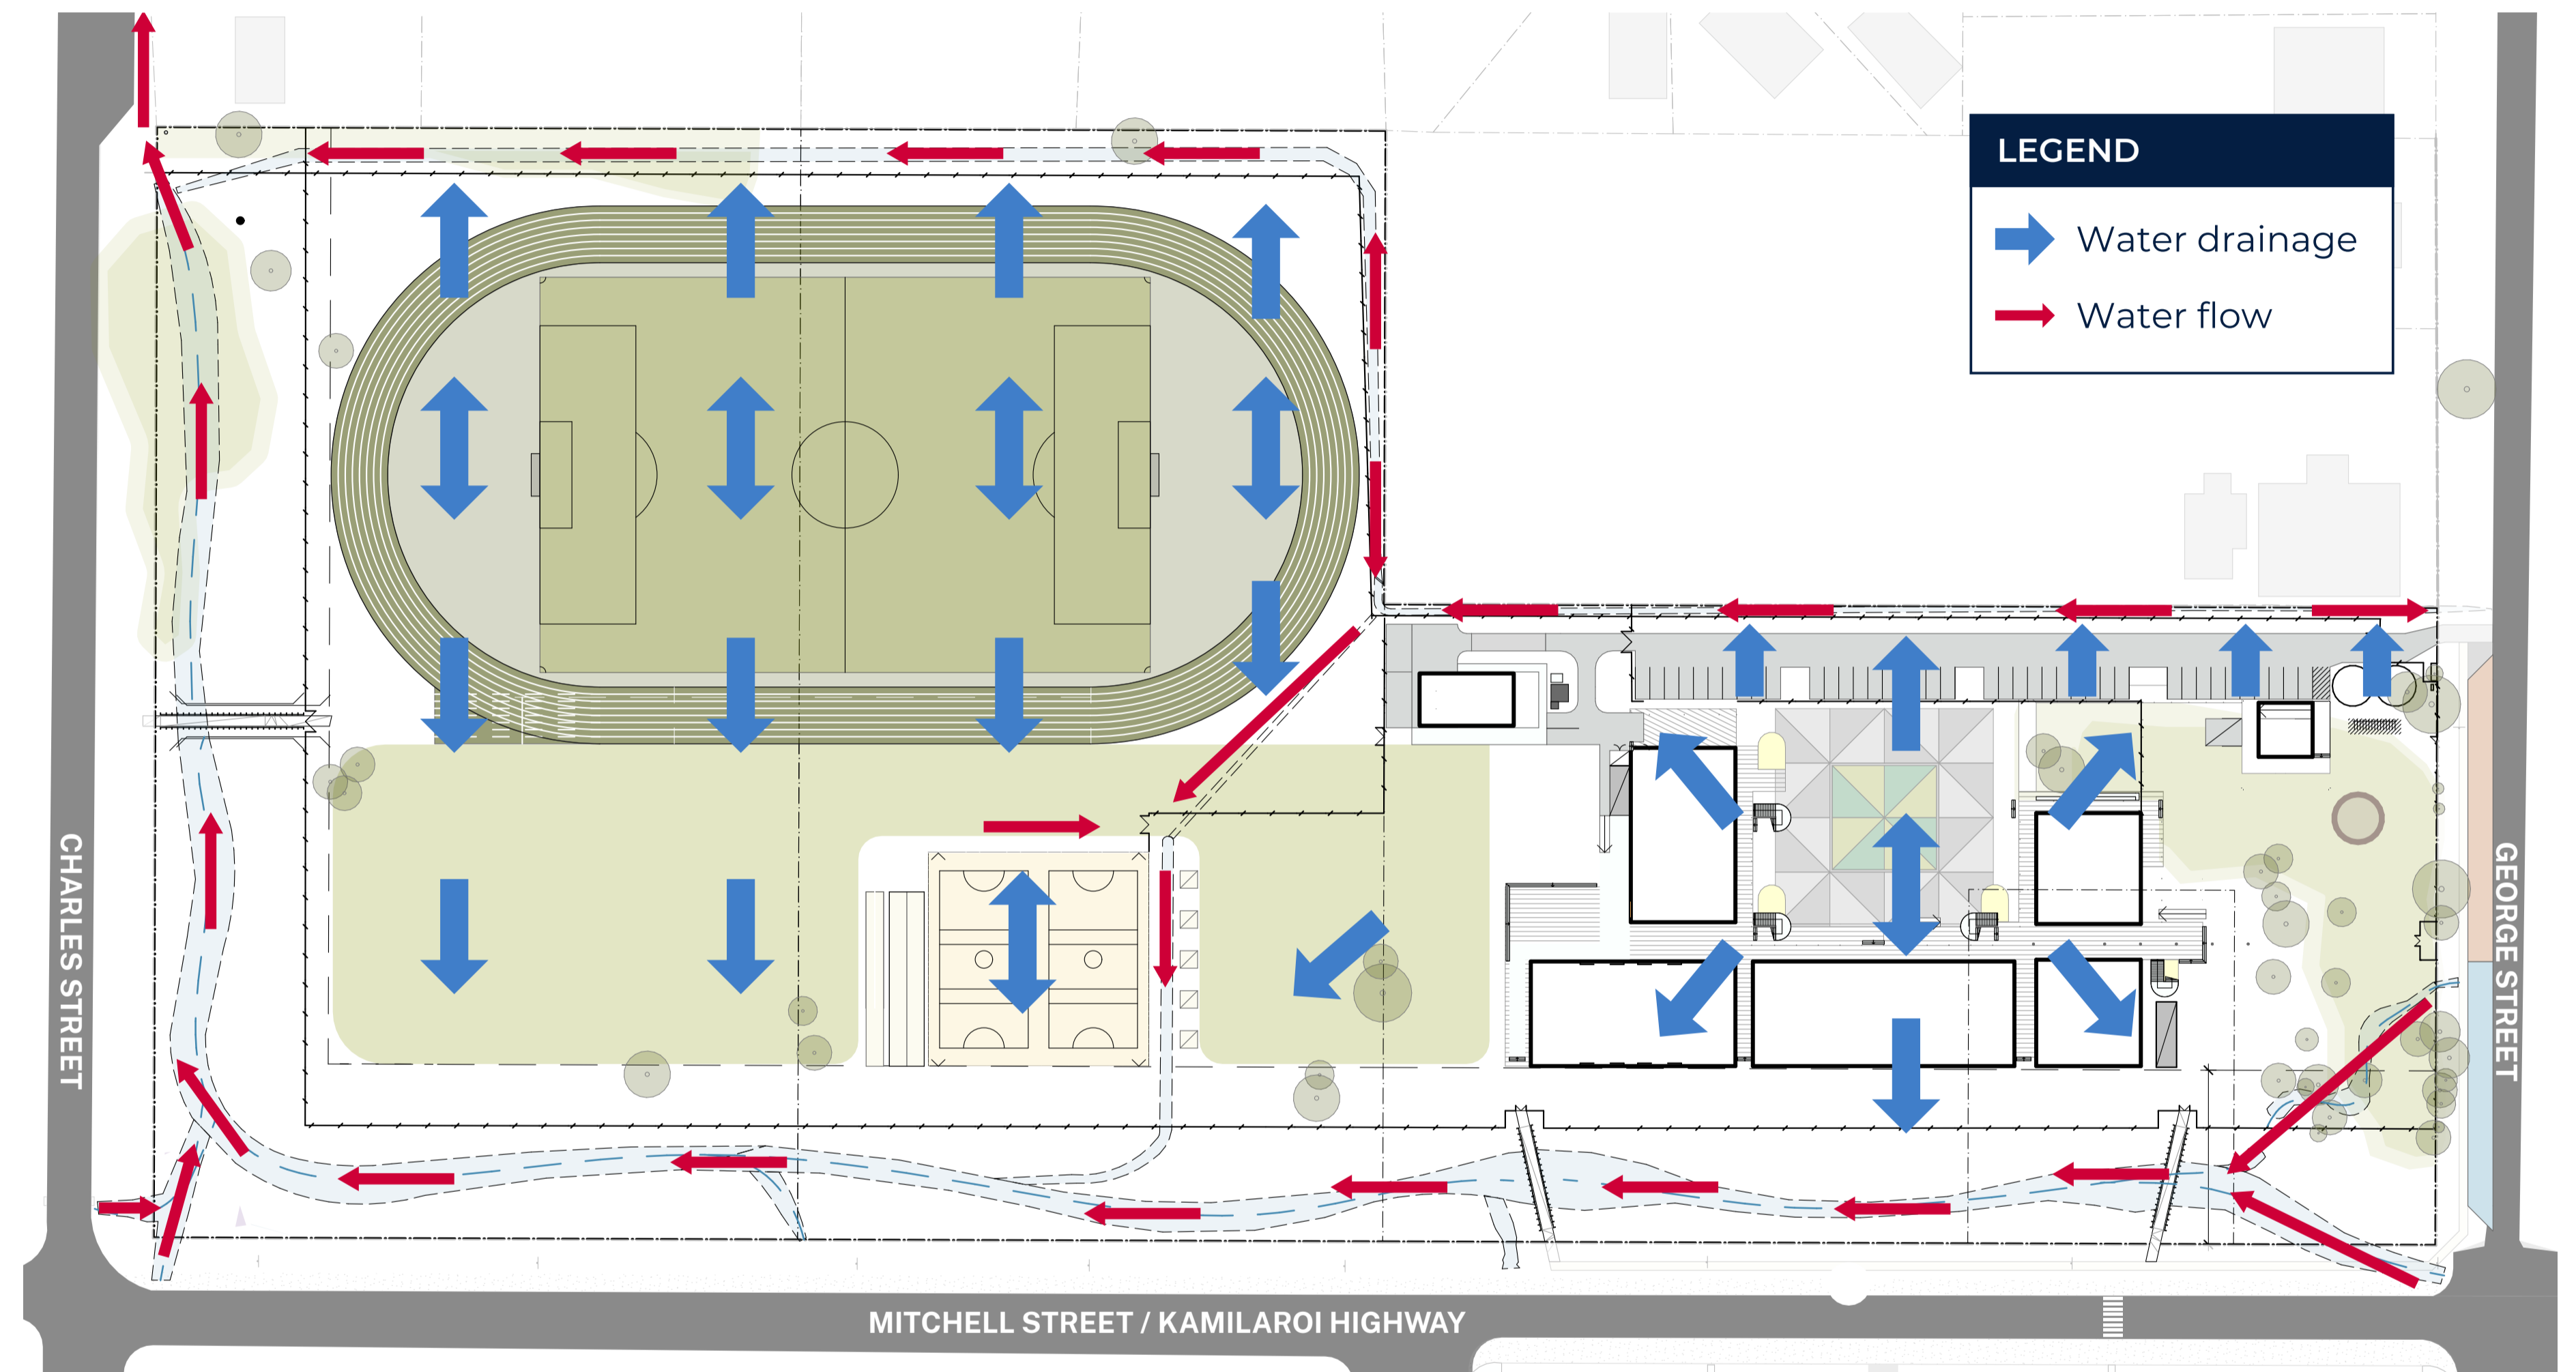 LEGEND
Water drainage
Water flow
CHARLES STREET
GEORGE STREET
MITCHELL STREET / KAMILAROI HIGHWAY